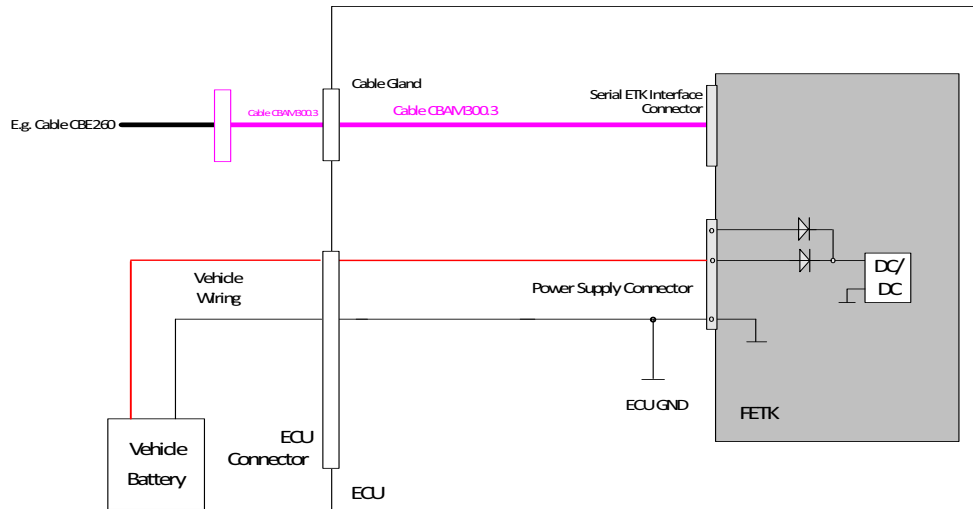 Cable Gland
Serial ETK Interface
Connector
Cable CBAM300.3
Cable CBAM300.3
E.g. Cable CBE260
Vehicle
Wiring
Power Supply Connector
DC/
DC
ECU GND
FETK
ECU
Connector
Vehicle
Battery
ECU